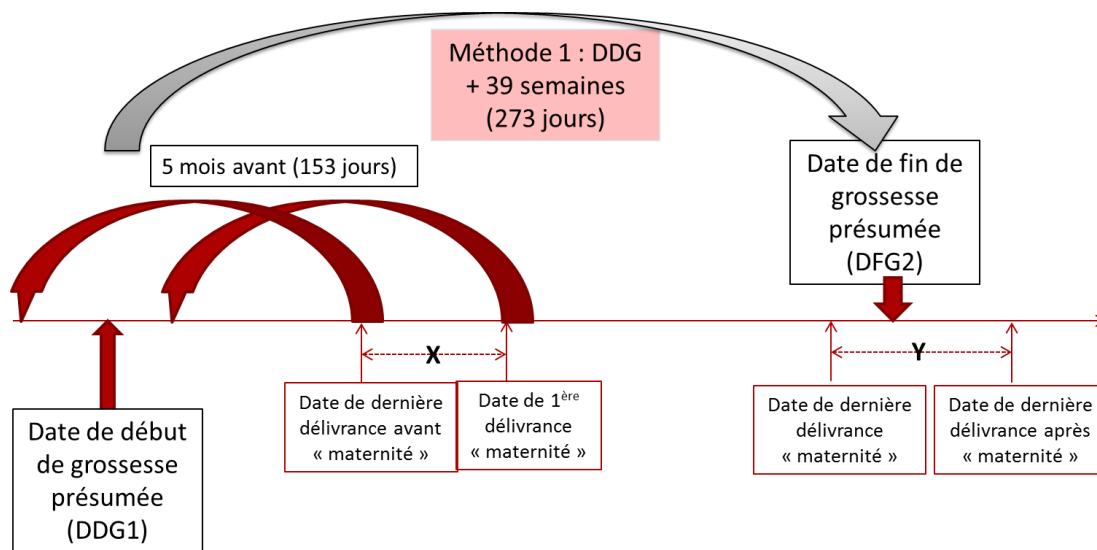 Méthode 1 : DDG
+ 39 semaines
(273 jours)
5 mois avant (153 jours)
Date de fin de
grossesse
présumée
(DFG2)
X
Y
Date de début
de grossesse
présumée
(DDG1)
Date de dernière
délivrance avant
« maternité »
Date de 1ère
délivrance
« maternité »
Date de dernière
délivrance
« maternité »
Date de dernière
délivrance après
« maternité »